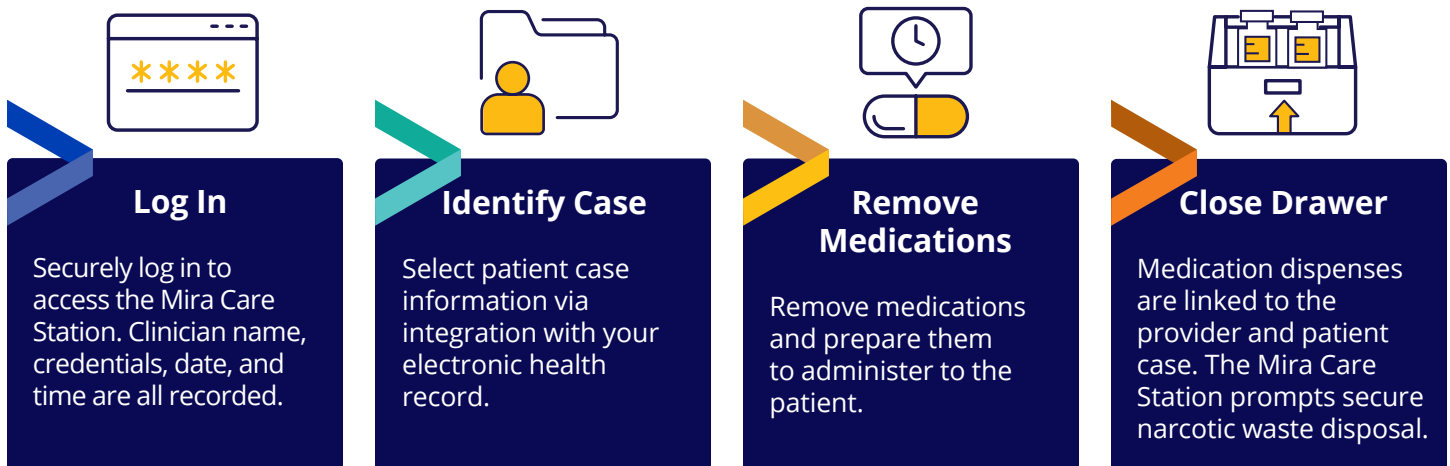 ****
Log In
Securely log in to
access the Mira Care
Station. Clinician name,
credentials, date, and
time are all recorded.
Identify Case
Select patient case
information via
integration with your
electronic health
record.
Remove
Medications
Remove medications
and prepare them
to administer to the
patient.
Close Drawer
Medication dispenses
are linked to the
provider and patient
case. The Mira Care
Station prompts secure
narcotic waste disposal.